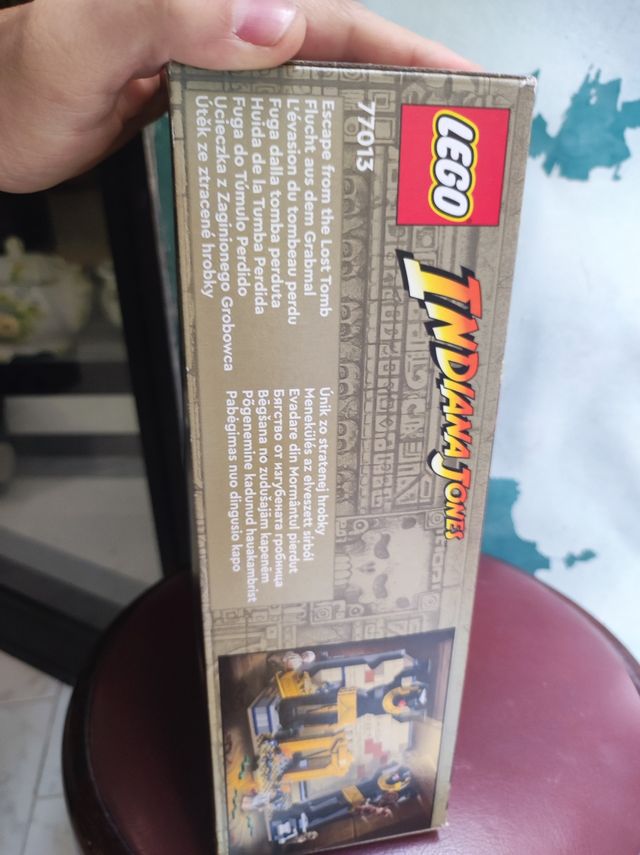 LEGO
INDIANA JONES
77013
Escape from the Lost Tomb
Flucht aus dem Grabmal
L'évasion du tombeau perdu
Fuga dalla tomba perduta
Huida de la Tumba Perdida
Fuga do Túmulo Perdido
Ucieczka z Zaginionego Grobowca
Útěk ze ztracené hrobky
Únik zo stratenej hrobky
Menekülés az elveszett sírból
Evadare din Mormântul pierdut
Бягство от изгубената гробница
Bēgšana no zudušajām kapenēm
Põgenemine kadunud hauakambrist
Pabėgimas nuo dingusio kapo